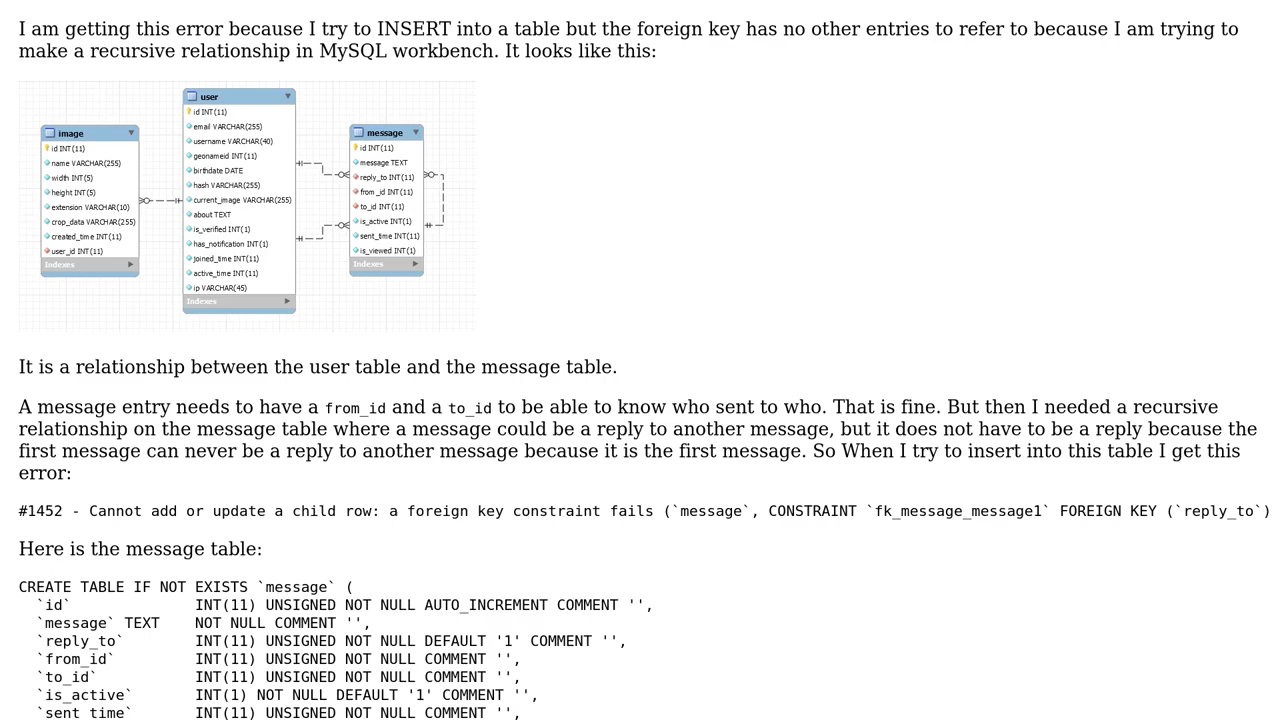 I am getting this error because I try to INSERT into a table but the foreign key has no other entries to refer to because I am trying to
make a recursive relationship in MySQL workbench. It looks like this:
image
id INT(11)
name VARCHAR(255)
width INT(5)
height INT(5)
extension VARCHAR(10)
crop_data VARCHAR(255)
created_time INT(11)
user_id INT(11)
Indexes
user
id INT(11)
email VARCHAR(255)
username VARCHAR(40)
geonameid INT(11)
birthdate DATE
hash VARCHAR(255)
current_image VARCHAR(255)
about TEXT
is_verified INT(1)
has_notification INT(1)
joined_time INT(11)
active_time INT(11)
ip VARCHAR(45)
Indexes
message
id INT(11)
message TEXT
reply_to INT(11)
from _id INT(11)
to_id INT(11)
is_active INT(1)
sent_time INT(11)
is_viewed INT(1)
Indexes
It is a relationship between the user table and the message table.
A message entry needs to have a from_id and a to_id to be able to know who sent to who. That is fine. But then I needed a recursive
relationship on the message table where a message could be a reply to another message, but it does not have to be a reply because the
first message can never be a reply to another message because it is the first message. So When I try to insert into this table I get this
error:
#1452 - Cannot add or update a child row: a foreign key constraint fails (`message`, CONSTRAINT `fk_message_message1` FOREIGN KEY (`reply_to`)
Here is the message table:
CREATE TABLE IF NOT EXISTS `message` (
`id` INT(11) UNSIGNED NOT NULL AUTO_INCREMENT COMMENT '',
`message` TEXT NOT NULL COMMENT '',
`reply_to` INT(11) UNSIGNED NOT NULL DEFAULT '1' COMMENT '',
`from_id` INT(11) UNSIGNED NOT NULL COMMENT '',
`to_id` INT(11) UNSIGNED NOT NULL COMMENT '',
`is_active` INT(1) NOT NULL DEFAULT '1' COMMENT '',
`sent_time` INT(11) UNSIGNED NOT NULL COMMENT '',